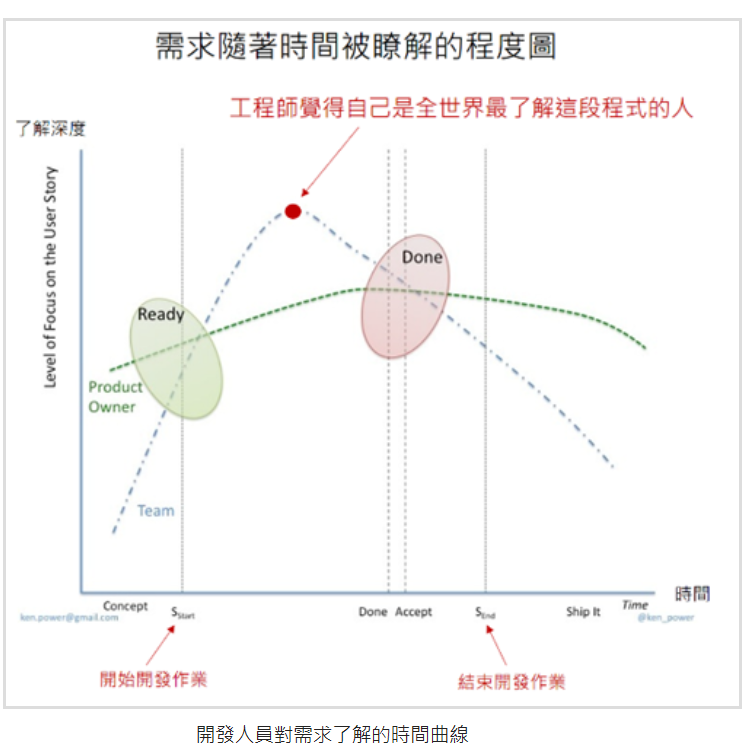 需求隨著時間被瞭解的程度圖
工程師覺得自己是全世界最了解這段程式的人
了解深度
Level of Focus on the User Story
Ready
Done
Product
Owner
Team
時間
Concept
SStart
Done
Accept
SEnd
Ship It
Time
ken.power@gmail.com
@ken_power
開始開發作業
結束開發作業
開發人員對需求了解的時間曲線